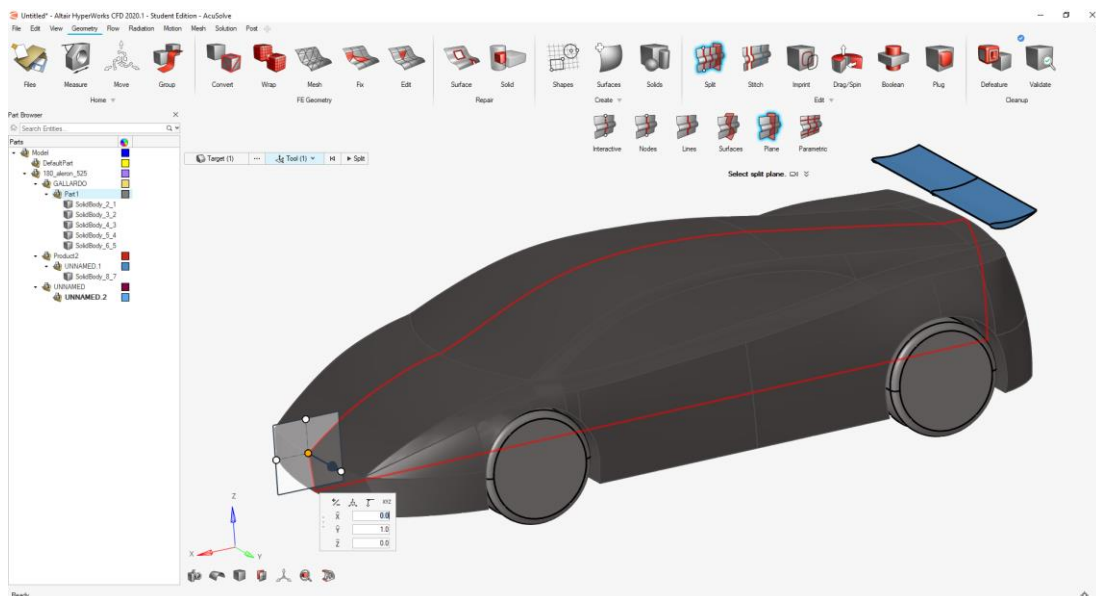 Untitled* - Altair HyperWorks CFD 2020.1 - Student Edition - AcuSolve
File Edit View Geometry Flow Radiation Motion Mesh Solution Post
Files Measure Move Group Convert Wrap Mesh Fix Edit Surface Solid Shapes Surfaces Solids Split Stitch Imprint Drag/Spin Boolean Plug Defeature Validate
Home FE Geometry Repair Create Edit Cleanup
Part Browser
Search Entities...
Parts
Model
DefaultPart
GALLARDO
Part1
SolidBody_2_1
SolidBody_3_2
SolidBody_4_3
SolidBody_5_4
SolidBody_6_5
Product2
UNNAMED.1
SolidBody_8_7
UNNAMED
UNNAMED.2
Target (1) ... Tool (1) Split
Interactive Nodes Lines Surfaces Plane Parametric
Select split plane.
XYZ
X 0.0
Y 1.0
Z 0.0
Z
X
Y
Ready